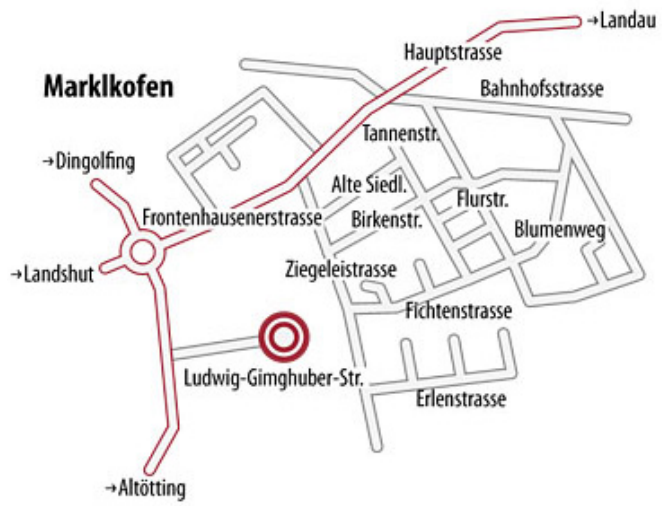 →Landau
Hauptstrasse
Marklkofen
Bahnhofsstrasse
Tannenstr.
→Dingolfing
Alte Siedl.
Flurstr.
Frontenhausenerstrasse
Birkenstr.
Blumenweg
→Landshut
Ziegeleistrasse
Fichtenstrasse
Ludwig-Gimghuber-Str.
Erlenstrasse
→Altötting